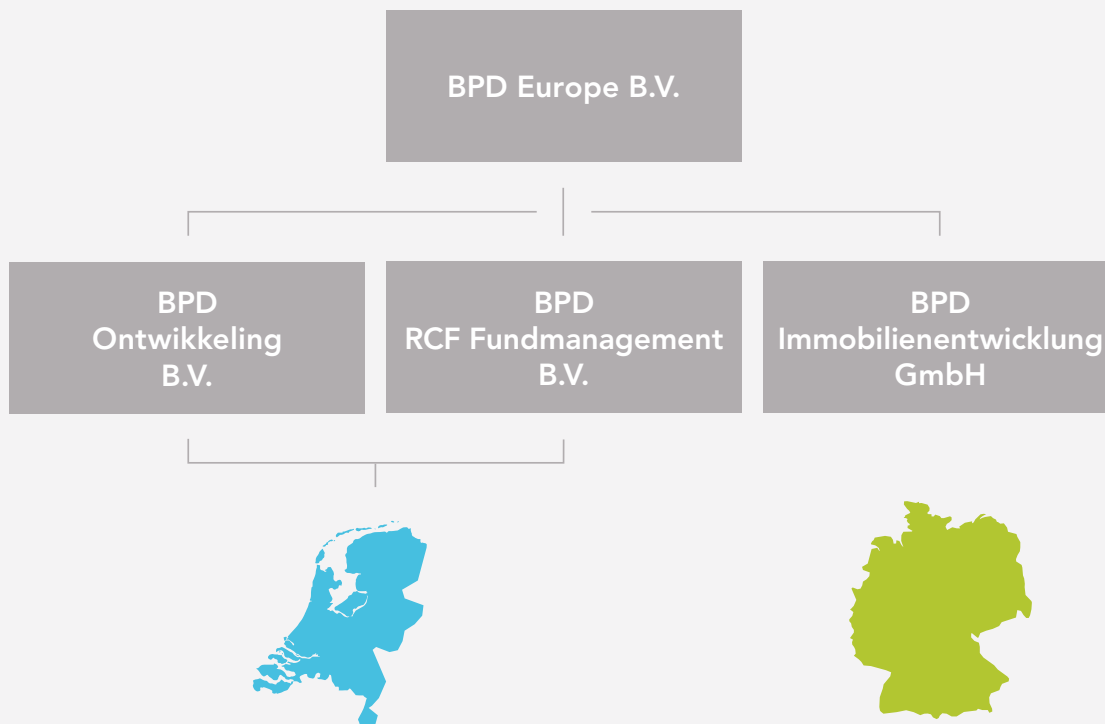 BPD Europe B.V.
BPD
Ontwikkeling
B.V.
BPD
RCF Fundmanagement
B.V.
BPD
Immobilienentwicklung
GmbH